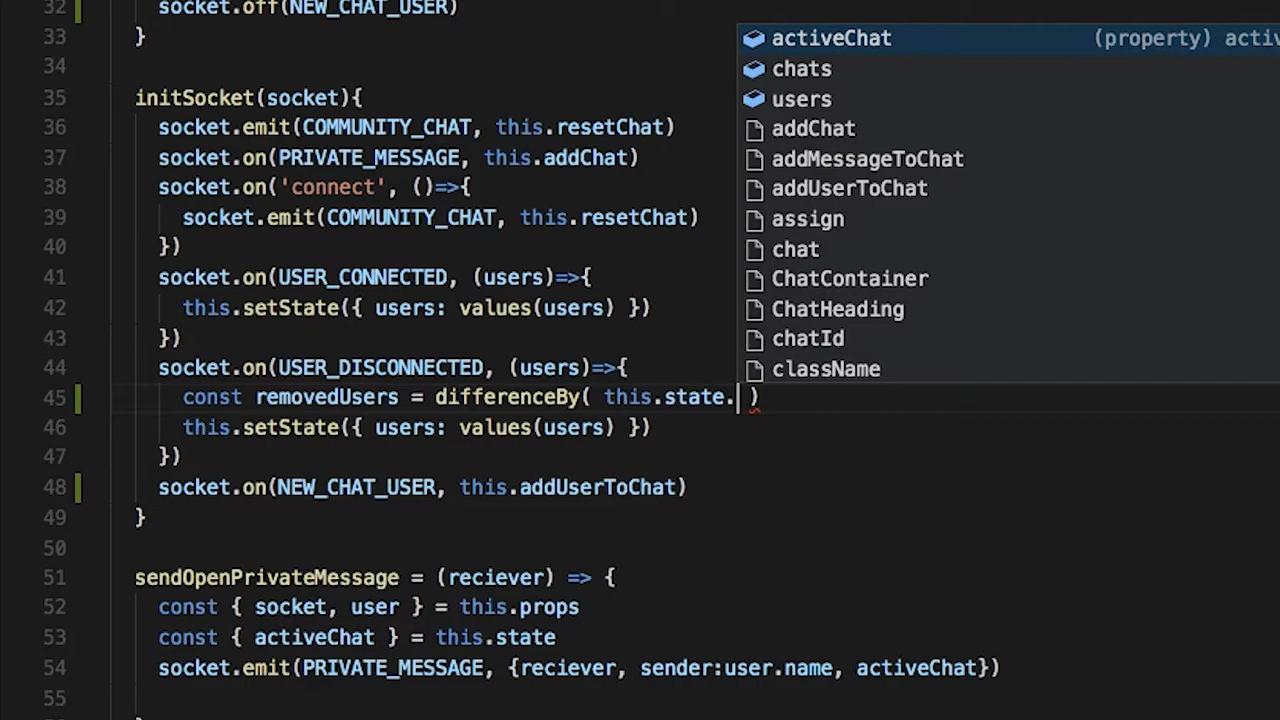 32 socket.off(NEW_CHAT_USER)
33 }
34
35 initSocket(socket){
36 socket.emit(COMMUNITY_CHAT, this.resetChat)
37 socket.on(PRIVATE_MESSAGE, this.addChat)
38 socket.on('connect', ()=>{
39 socket.emit(COMMUNITY_CHAT, this.resetChat)
40 })
41 socket.on(USER_CONNECTED, (users)=>{
42 this.setState({ users: values(users) })
43 })
44 socket.on(USER_DISCONNECTED, (users)=>{
45 const removedUsers = differenceBy( this.state. )
46 this.setState({ users: values(users) })
47 })
48 socket.on(NEW_CHAT_USER, this.addUserToChat)
49 }
50
51 sendOpenPrivateMessage = (reciever) => {
52 const { socket, user } = this.props
53 const { activeChat } = this.state
54 socket.emit(PRIVATE_MESSAGE, {reciever, sender:user.name, activeChat})
55
activeChat (property) activ
chats
users
addChat
addMessageToChat
addUserToChat
assign
chat
ChatContainer
ChatHeading
chatId
className